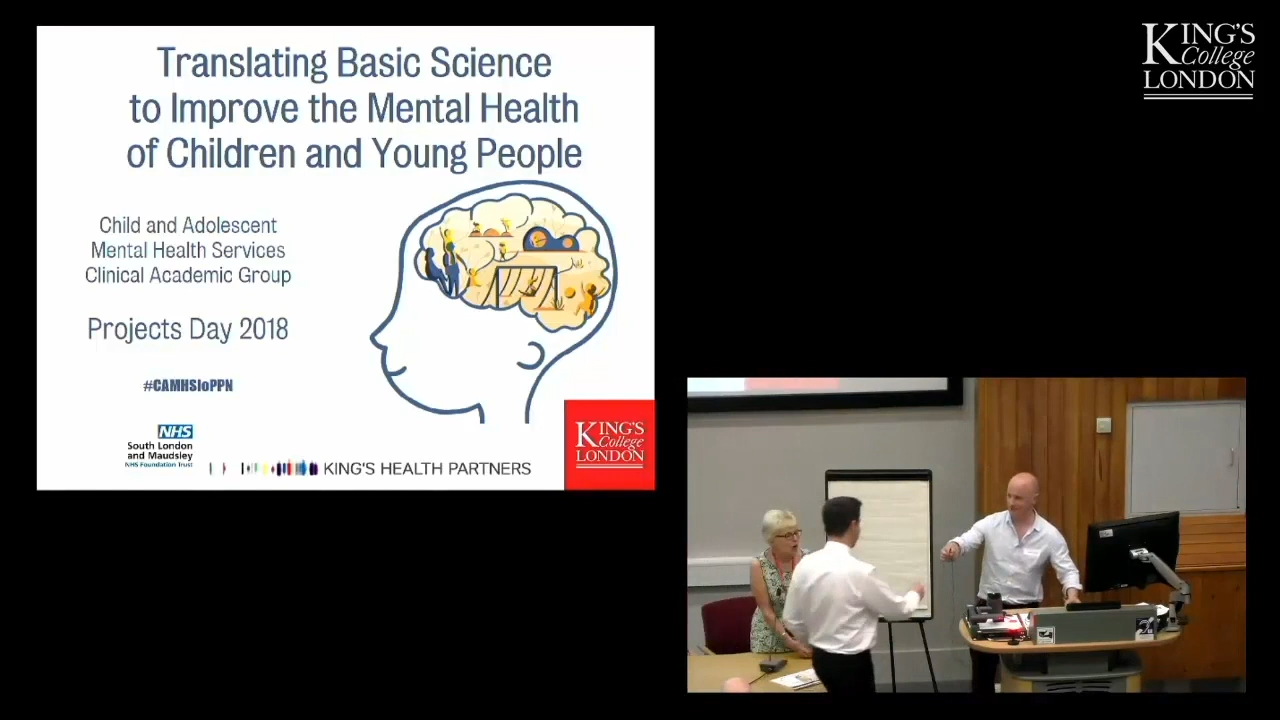 Translating Basic Science
to Improve the Mental Health
of Children and Young People
Child and Adolescent
Mental Health Services
Clinical Academic Group
Projects Day 2018
#CAMHSIoPPN
NHS
South London
and Maudsley
NHS Foundation Trust
KING'S HEALTH PARTNERS
KING'S
College
LONDON
KING'S
College
LONDON